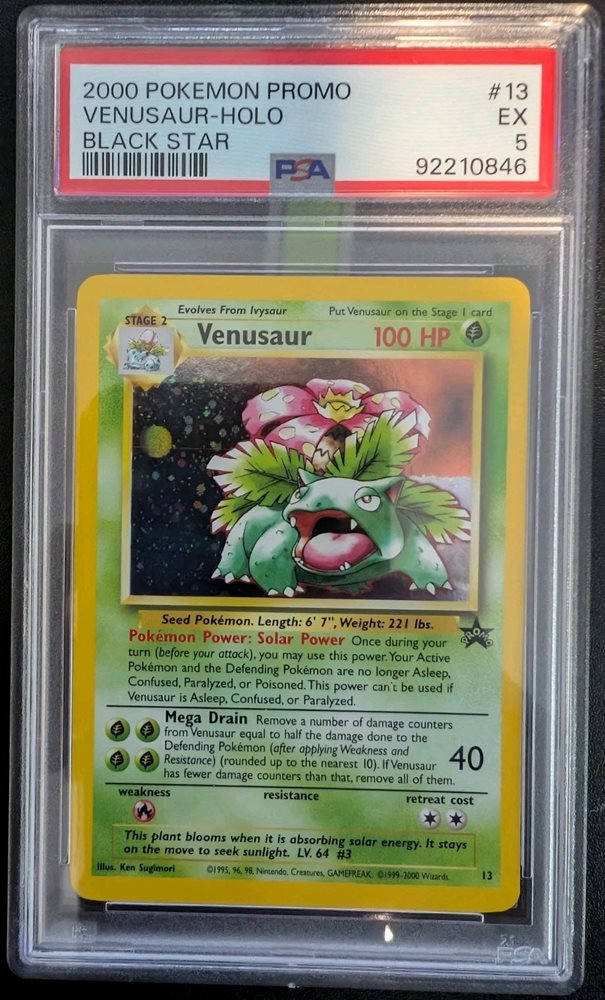 2000 POKEMON PROMO #13
VENUSAUR-HOLO EX
BLACK STAR 5
PSA 92210846
Evolves From Ivysaur Put Venusaur on the Stage 1 card
STAGE 2
Venusaur 100 HP
Seed Pokémon. Length: 6' 7", Weight: 221 lbs.
PROMO
Pokémon Power: Solar Power Once during your
turn (before your attack), you may use this power. Your Active
Pokémon and the Defending Pokémon are no longer Asleep,
Confused, Paralyzed, or Poisoned. This power can't be used if
Venusaur is Asleep, Confused, or Paralyzed.
Mega Drain Remove a number of damage counters
from Venusaur equal to half the damage done to the
Defending Pokémon (after applying Weakness and
Resistance) (rounded up to the nearest 10). If Venusaur
has fewer damage counters than that, remove all of them.
40
weakness resistance retreat cost
This plant blooms when it is absorbing solar energy. It stays
on the move to seek sunlight. LV. 64 #3
Illus. Ken Sugimori ©1995, 96, 98, Nintendo, Creatures, GAMEFREAK. ©1999-2000 Wizards. 13
PSA